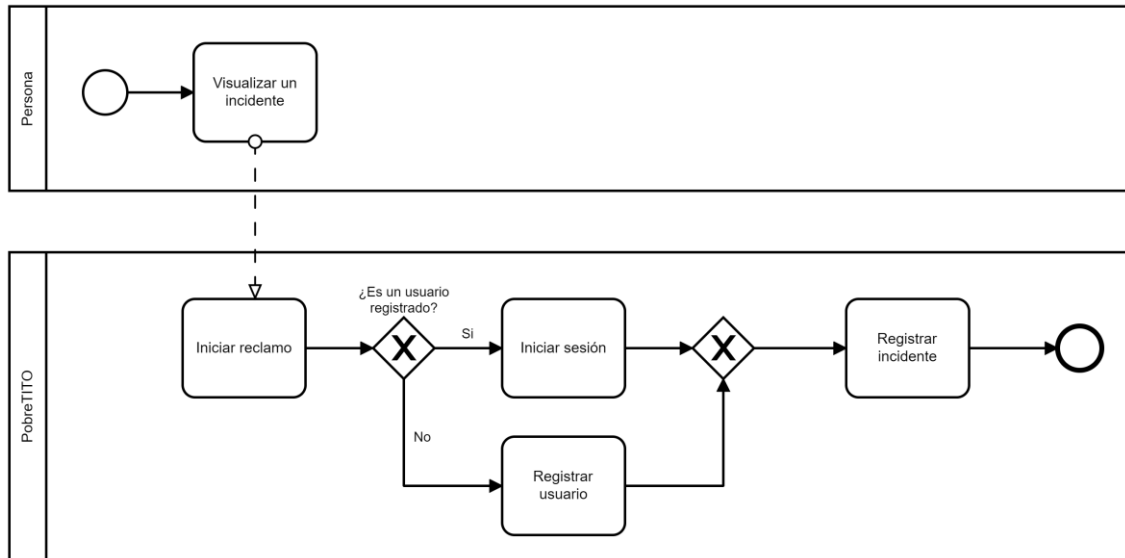 Persona
Visualizar un
incidente
PobreTITO
Iniciar reclamo
¿Es un usuario
registrado?
Si
No
Iniciar sesión
Registrar
usuario
Registrar
incidente